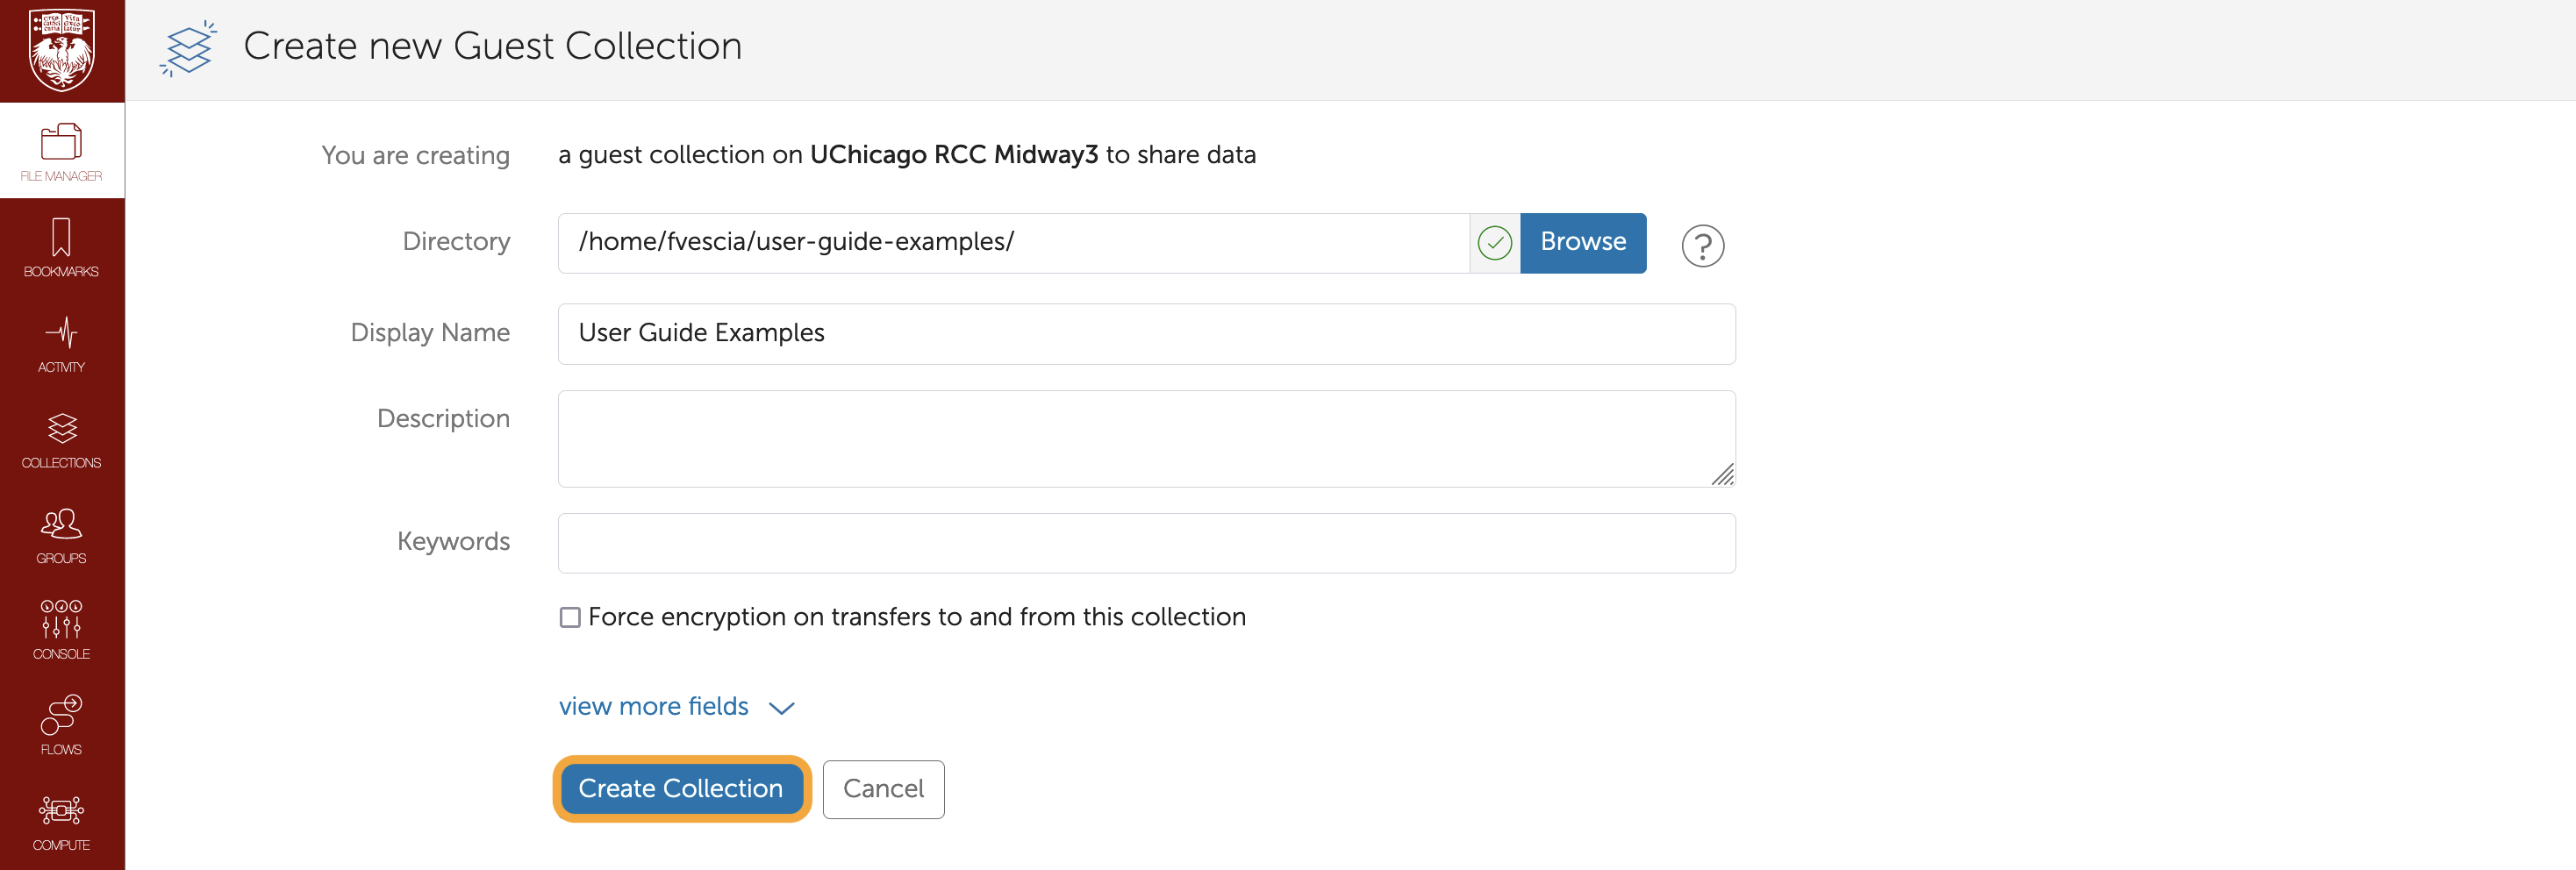 Create new Guest Collection
FILE MANAGER
BOOKMARKS
ACTIVITY
COLLECTIONS
GROUPS
CONSOLE
FLOWS
COMPUTE
You are creating a guest collection on UChicago RCC Midway3 to share data
Directory /home/fvescia/user-guide-examples/ Browse ?
Display Name User Guide Examples
Description
Keywords
Force encryption on transfers to and from this collection
view more fields
Create Collection Cancel